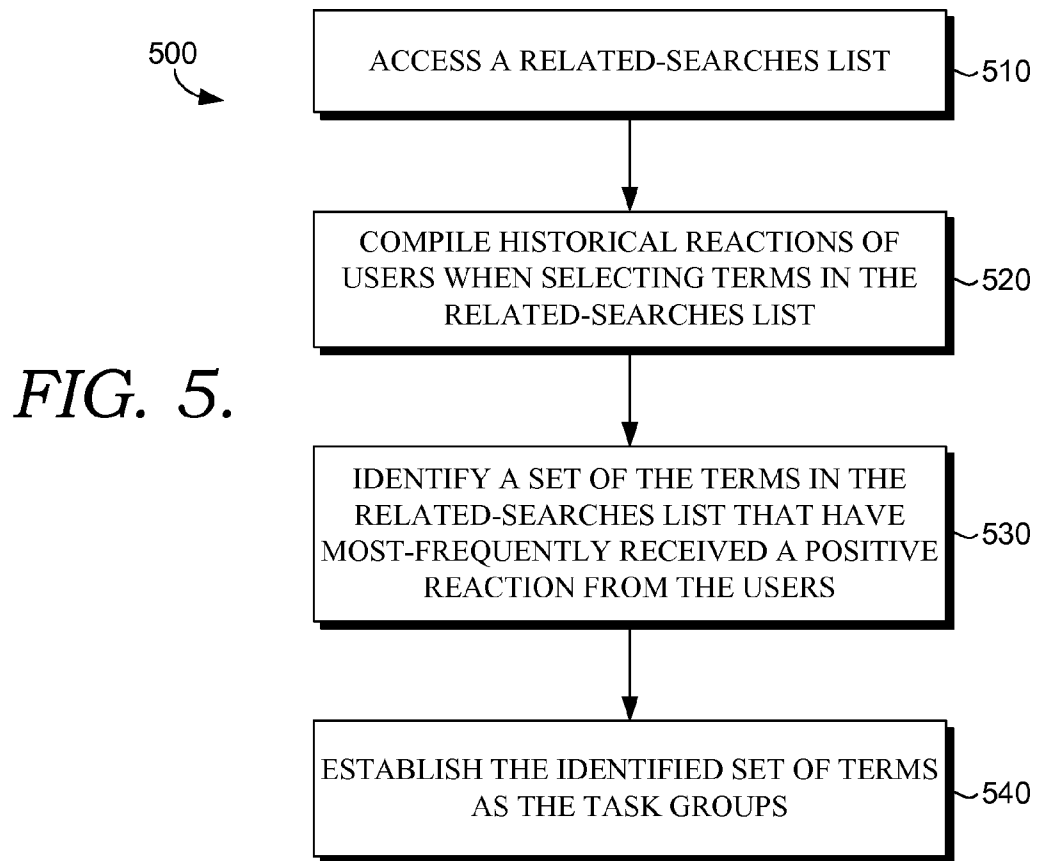 500
ACCESS A RELATED-SEARCHES LIST
510
COMPILE HISTORICAL REACTIONS OF
USERS WHEN SELECTING TERMS IN THE
RELATED-SEARCHES LIST
520
FIG. 5.
IDENTIFY A SET OF THE TERMS IN THE
RELATED-SEARCHES LIST THAT HAVE
MOST-FREQUENTLY RECEIVED A POSITIVE
REACTION FROM THE USERS
530
ESTABLISH THE IDENTIFIED SET OF TERMS
AS THE TASK GROUPS
540